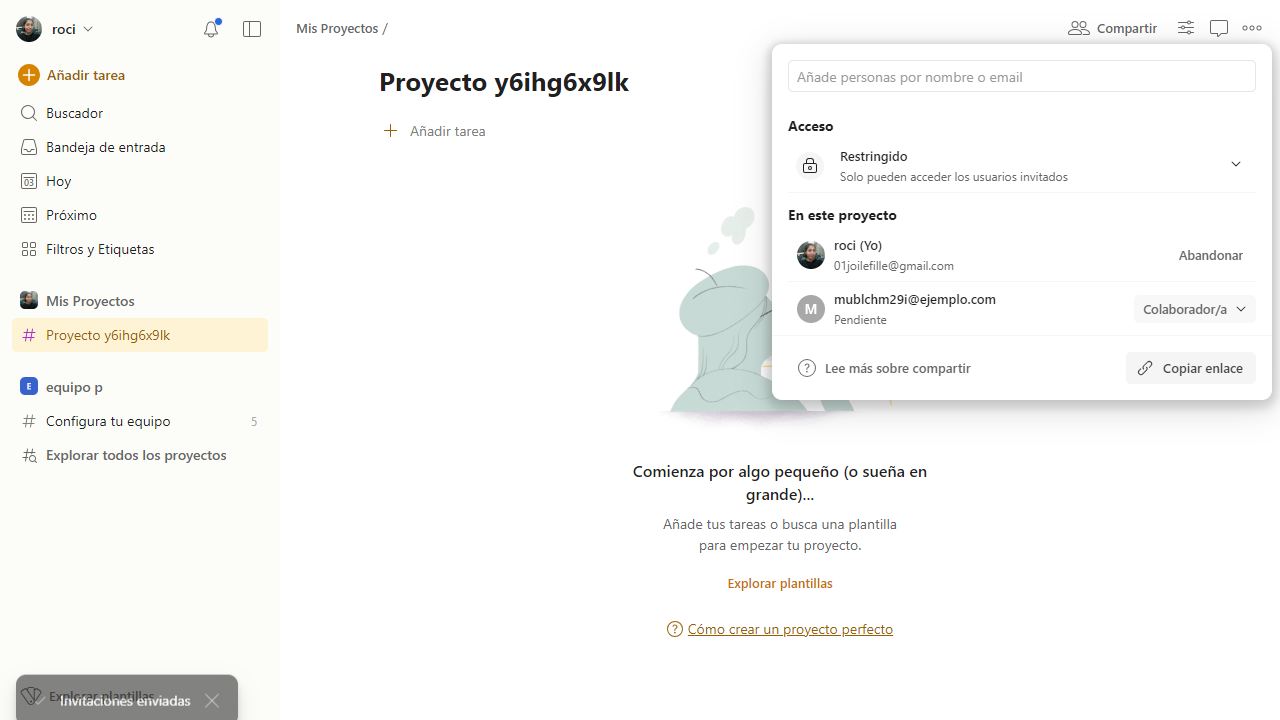 roci
Añadir tarea
Buscador
Bandeja de entrada
03
Hoy
Próximo
Filtros y Etiquetas
Mis Proyectos
Proyecto y6ihg6x9lk
E
equipo p
Configura tu equipo
5
Explorar todos los proyectos
Explorar plantillas
Invitaciones enviadas
Mis Proyectos /
Compartir
Proyecto y6ihg6x9lk
Añadir tarea
Añade personas por nombre o email
Acceso
Restringido
Solo pueden acceder los usuarios invitados
En este proyecto
roci (Yo)
01joilefille@gmail.com
Abandonar
M
mublchm29i@ejemplo.com
Pendiente
Colaborador/a
Lee más sobre compartir
Copiar enlace
Comienza por algo pequeño (o sueña en
grande)...
Añade tus tareas o busca una plantilla
para empezar tu proyecto.
Explorar plantillas
Cómo crear un proyecto perfecto